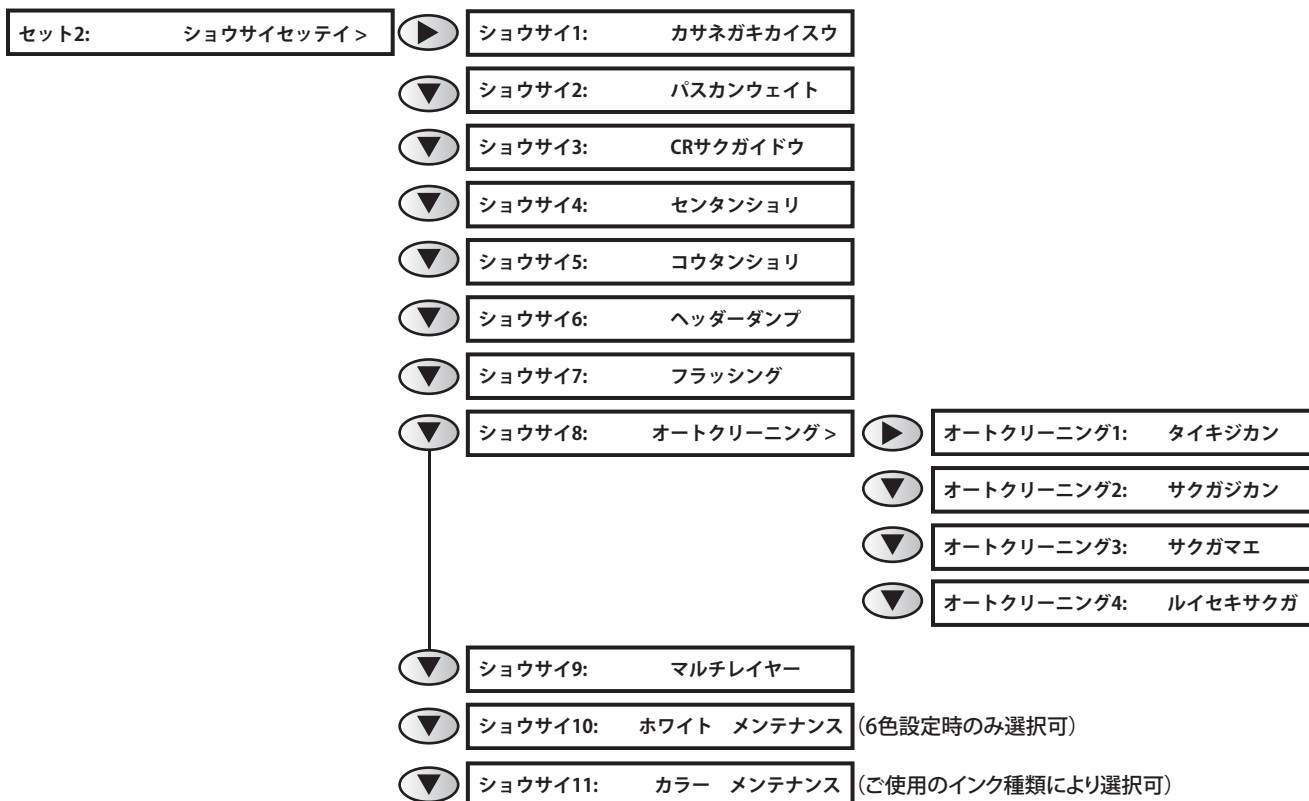 セット2: ショウサイセッテイ >
ショウサイ1: カサネガキカイスウ
ショウサイ2: パスカンウェイト
ショウサイ3: CRサクガイドウ
ショウサイ4: センタンショリ
ショウサイ5: コウタンショリ
ショウサイ6: ヘッダーダンプ
ショウサイ7: フラッシング
ショウサイ8: オートクリーニング >
オートクリーニング1: タイキジカン
オートクリーニング2: サクガジカン
オートクリーニング3: サクガマエ
オートクリーニング4: ルイセキサクガ
ショウサイ9: マルチレイヤー
ショウサイ10: ホワイト メンテナンス (6色設定時のみ選択可)
ショウサイ11: カラー メンテナンス (ご使用のインク種類により選択可)